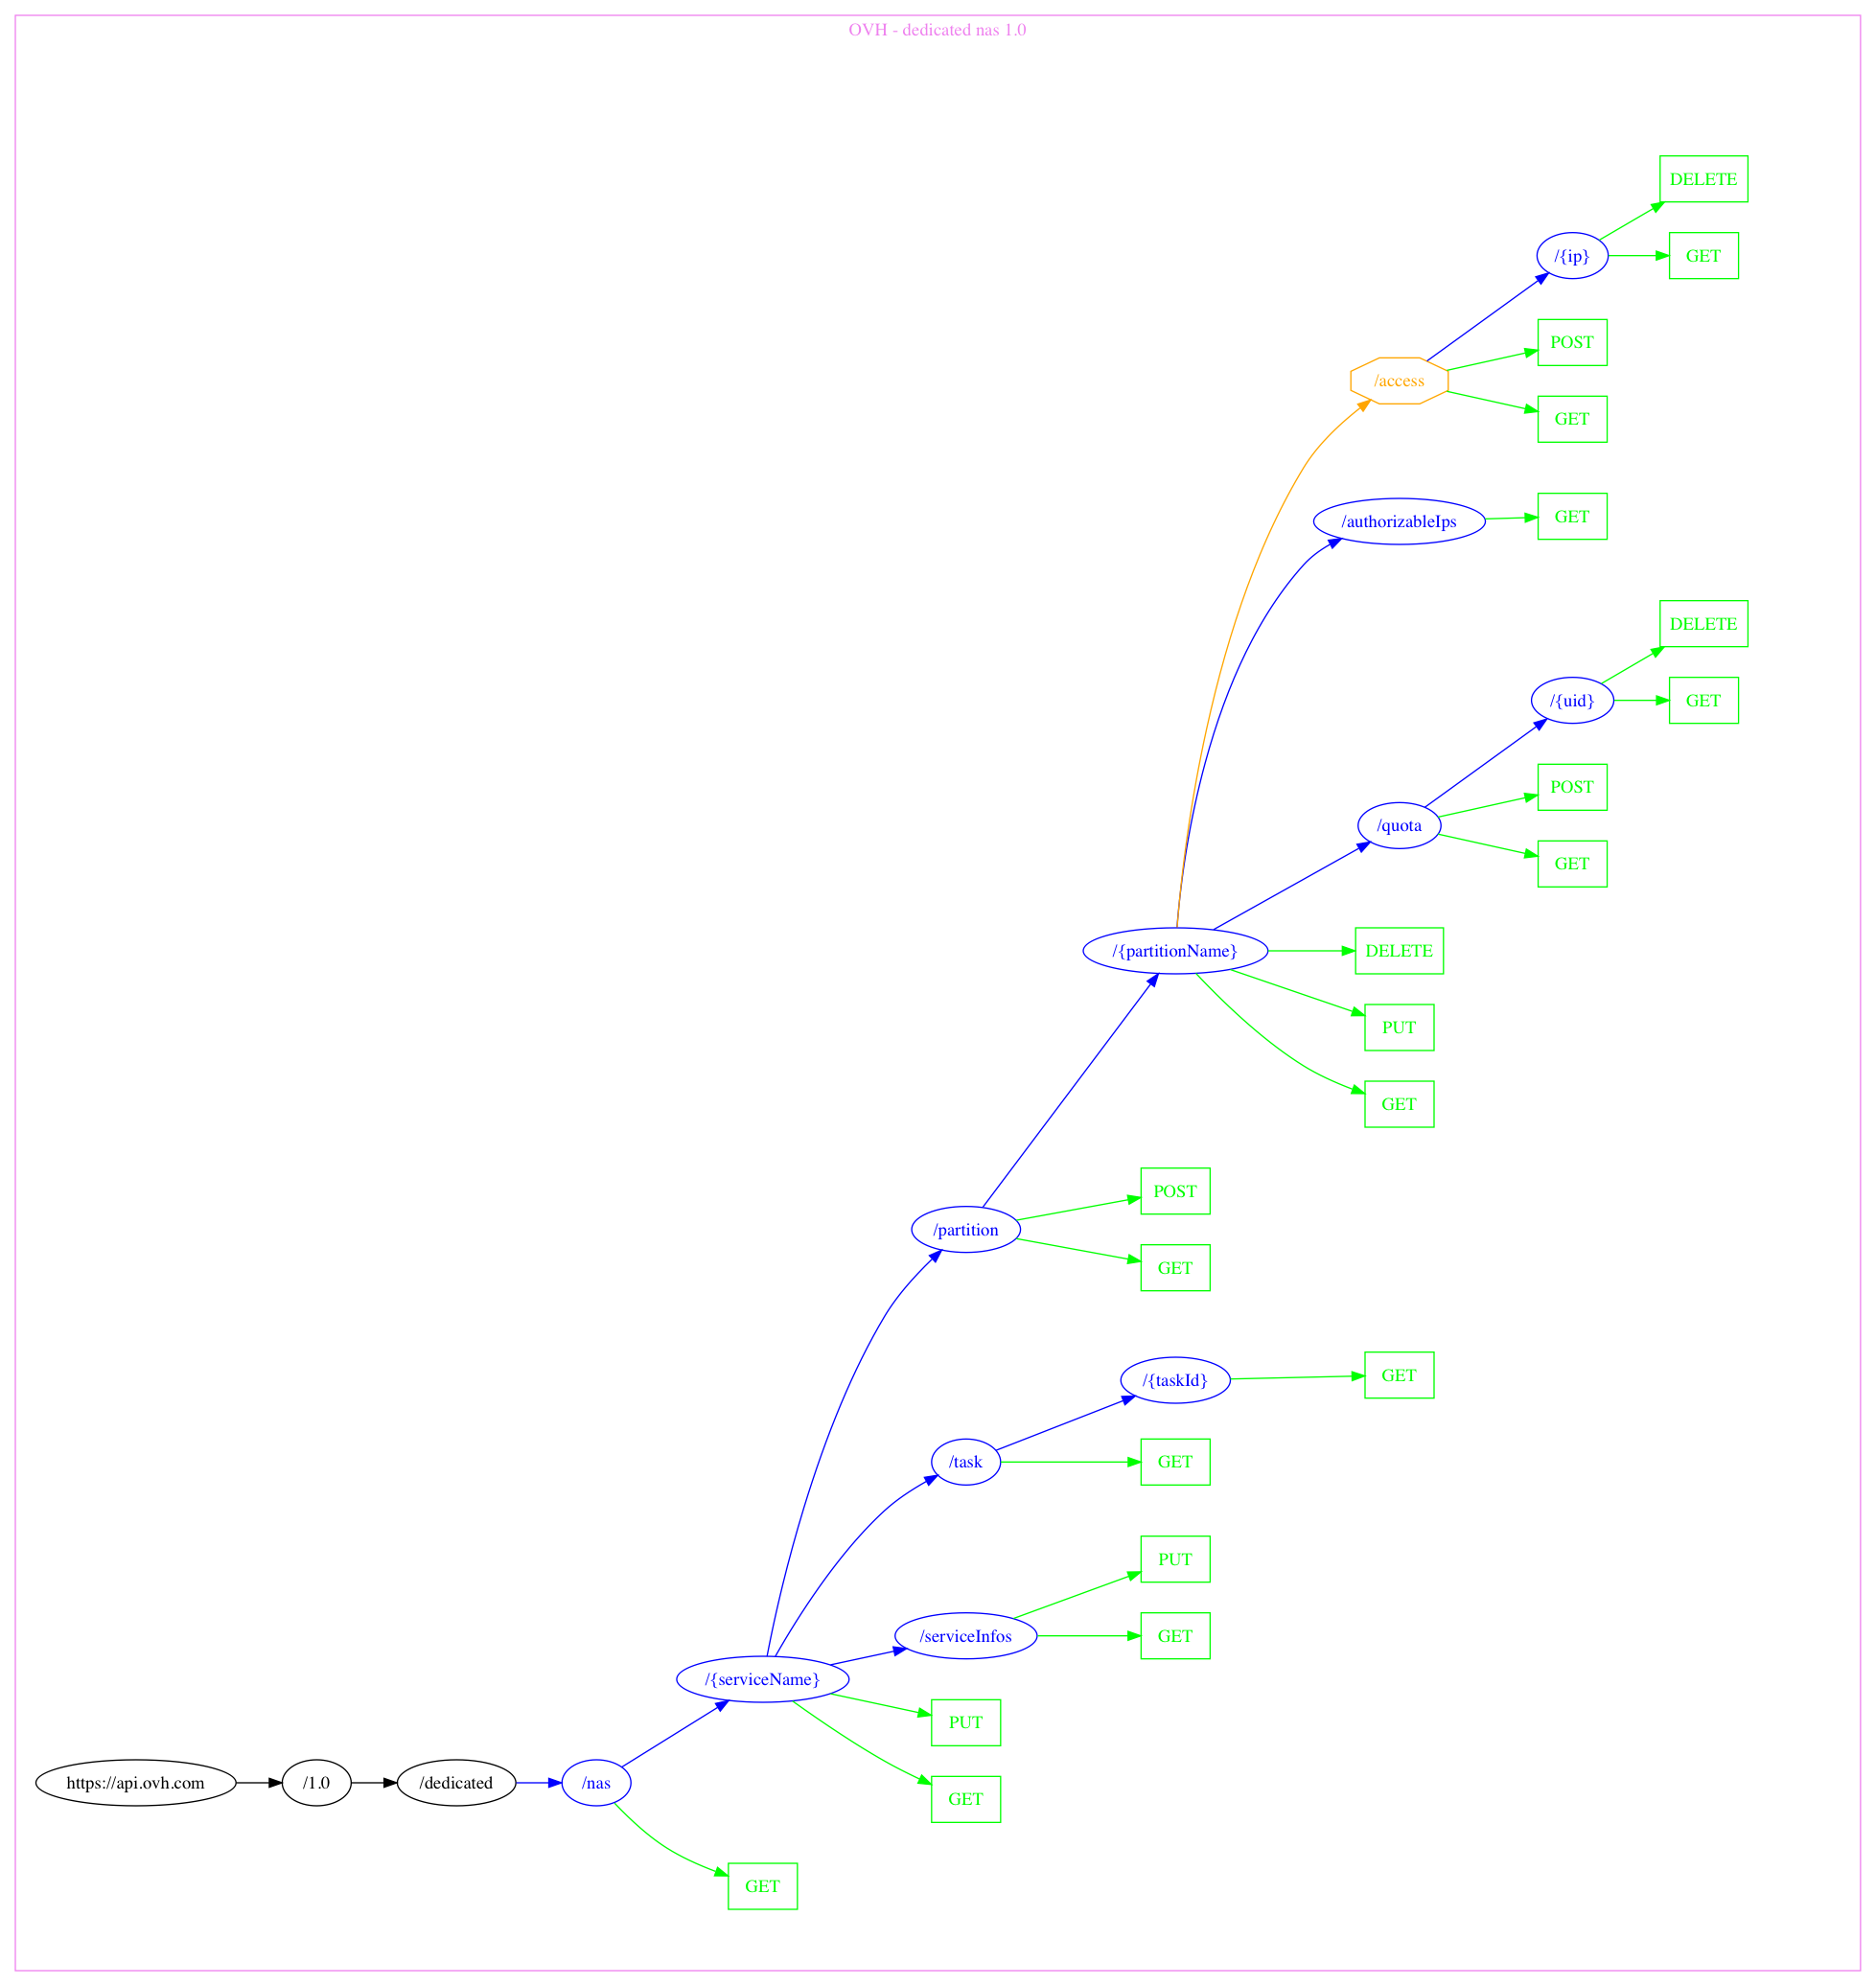 OVH - dedicated nas 1.0
DELETE
/{ip}
GET
POST
/access
GET
/authorizableIps
GET
DELETE
/{uid}
GET
POST
/quota
GET
/{partitionName}
DELETE
PUT
GET
POST
/partition
GET
/{taskId}
GET
/task
GET
PUT
/serviceInfos
GET
/{serviceName}
PUT
https://api.ovh.com
/1.0
/dedicated
/nas
GET
GET